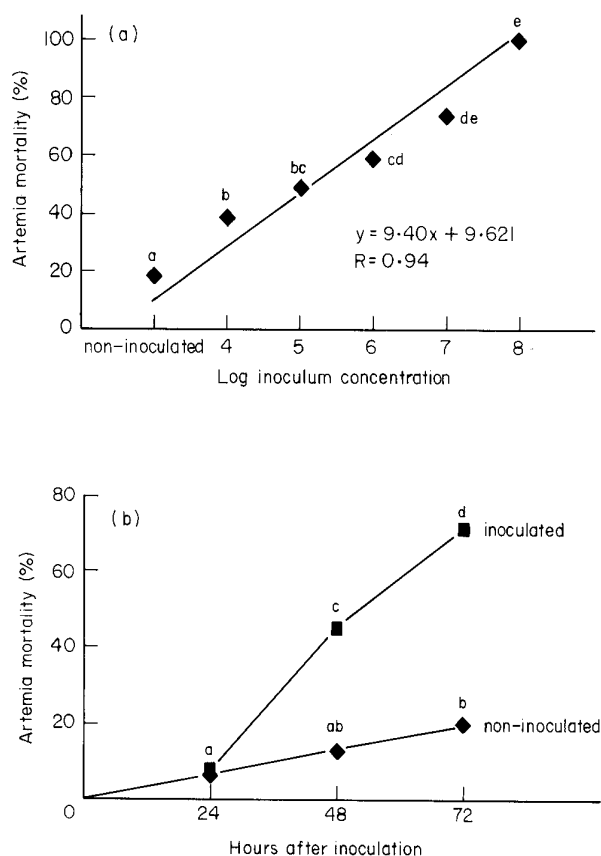 (a)
Artemia mortality (%)
100
80
60
40
20
0
a
b
bc
cd
de
e
y = 9·40x + 9·621
R = 0·94
non-inoculated 4 5 6 7 8
Log inoculum concentration
(b)
Artemia mortality (%)
80
60
40
20
0
a
c
d
inoculated
ab
b
non-inoculated
24 48 72
Hours after inoculation